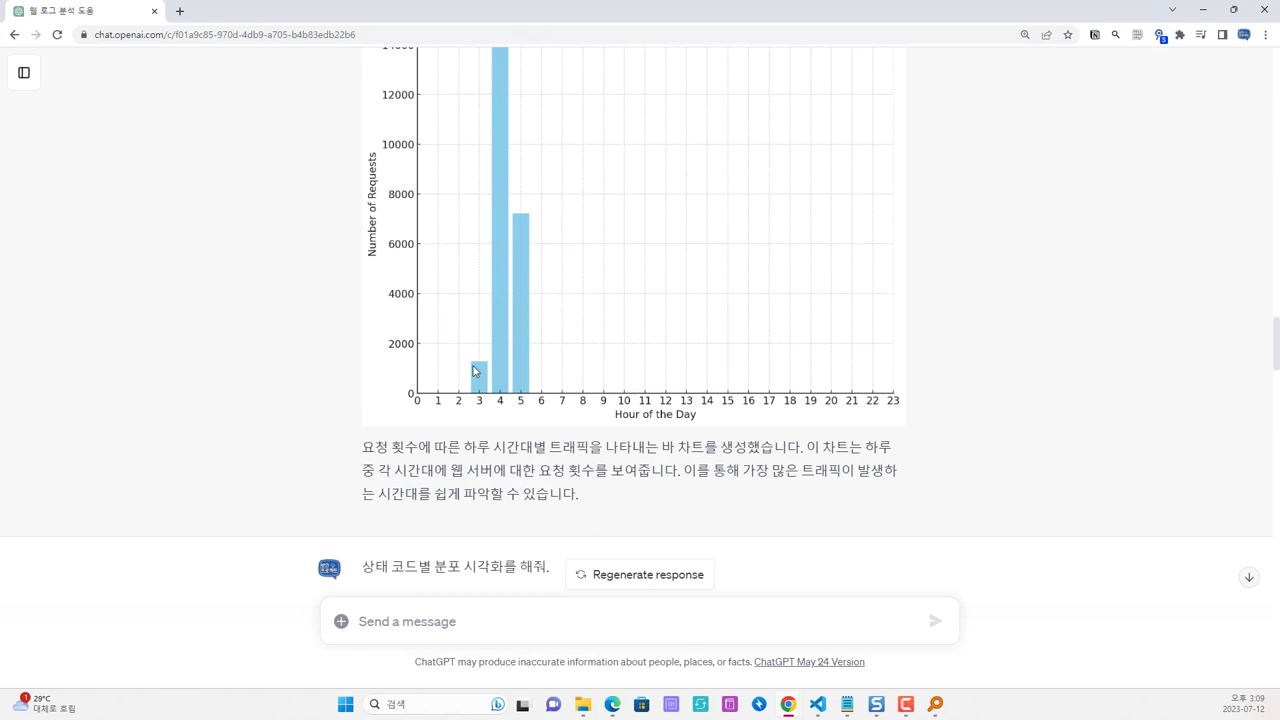 웹 로그 분석 도움
chat.openai.com/c/f01a9c85-970d-4db9-a705-b4b83edb22b6
5
14000
12000
10000
8000
6000
4000
2000
0
Number of Requests
0 1 2 3 4 5 6 7 8 9 10 11 12 13 14 15 16 17 18 19 20 21 22 23
Hour of the Day
요청 횟수에 따른 하루 시간대별 트래픽을 나타내는 바 차트를 생성했습니다. 이 차트는 하루
중 각 시간대에 웹 서버에 대한 요청 횟수를 보여줍니다. 이를 통해 가장 많은 트래픽이 발생하
는 시간대를 쉽게 파악할 수 있습니다.
상태 코드별 분포 시각화를 해줘.
Regenerate response
Send a message
ChatGPT may produce inaccurate information about people, places, or facts. ChatGPT May 24 Version
1
29°C
대체로 흐림
검색
오후 3:09
2023-07-12